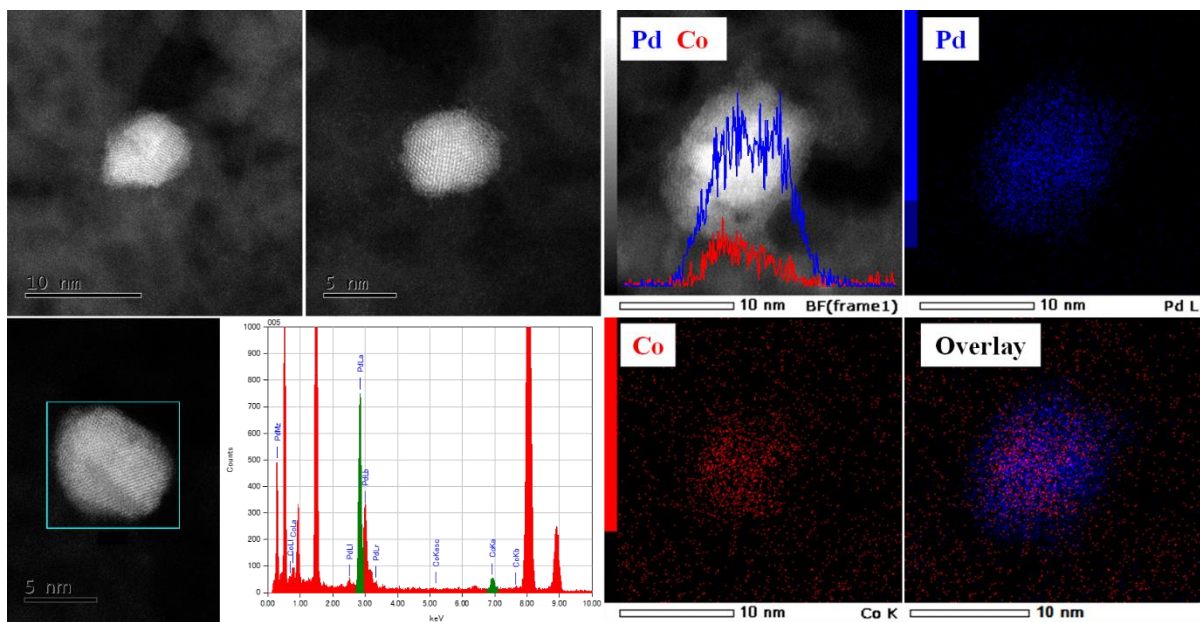 10 nm
5 nm
Pd Co
10 nm
BF(frame1)
Pd
10 nm
Pd L
5 nm
005
1000
900
800
700
600
500
400
300
200
100
0
Counts
PdMz
CoLl
CoLa
PdLl
PdLa
PdLb
PdLr
CoKesc
CoKa
CoKb
0.00 1.00 2.00 3.00 4.00 5.00 6.00 7.00 8.00 9.00 10.00
keV
Co
10 nm
Co K
Overlay
10 nm